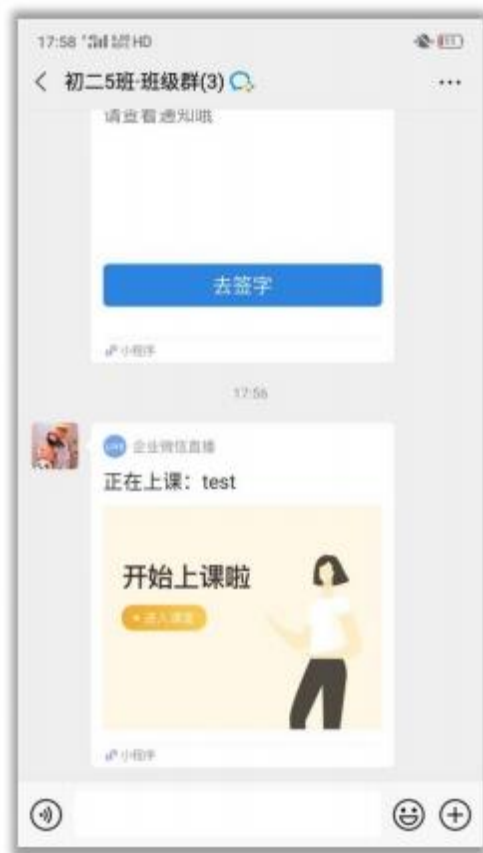 17:58
HD
初二5班·班级群(3)
请查看通知哦
去签字
小程序
17:56
LIVE 企业微信直播
正在上课：test
开始上课啦
进入课堂
小程序